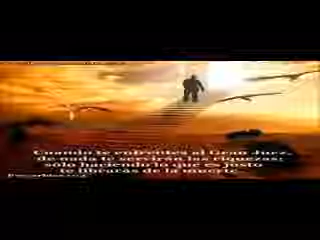 Cuando te enfrentes al Gran Juez,
de nada te servirán las riquezas;
sólo haciendo lo que es justo
te librarás de la muerte